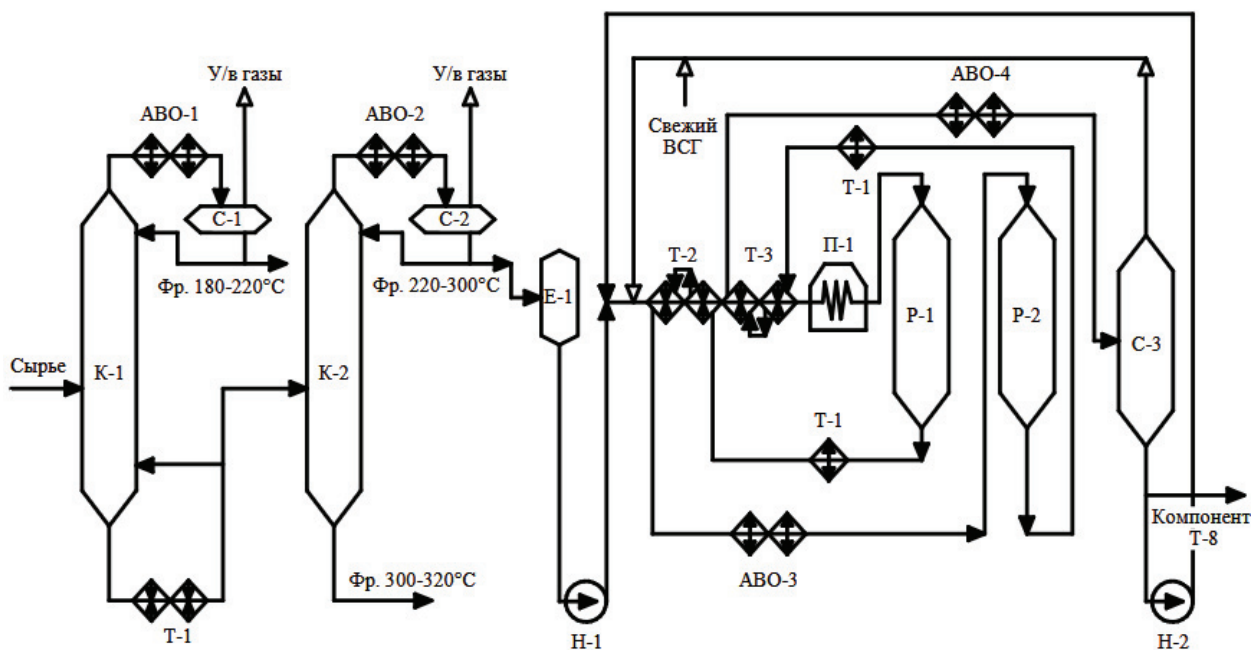 У/в газы
У/в газы
АВО-1
АВО-2
АВО-4
Свежий
ВСГ
Т-1
С-1
С-2
Т-2
Т-3
П-1
Фр. 180-220°С
Фр. 220-300°С
Е-1
Р-1
Р-2
С-3
Сырье
К-1
К-2
Т-1
Компонент
Т-8
Фр. 300-320°С
АВО-3
Т-1
Н-1
Н-2